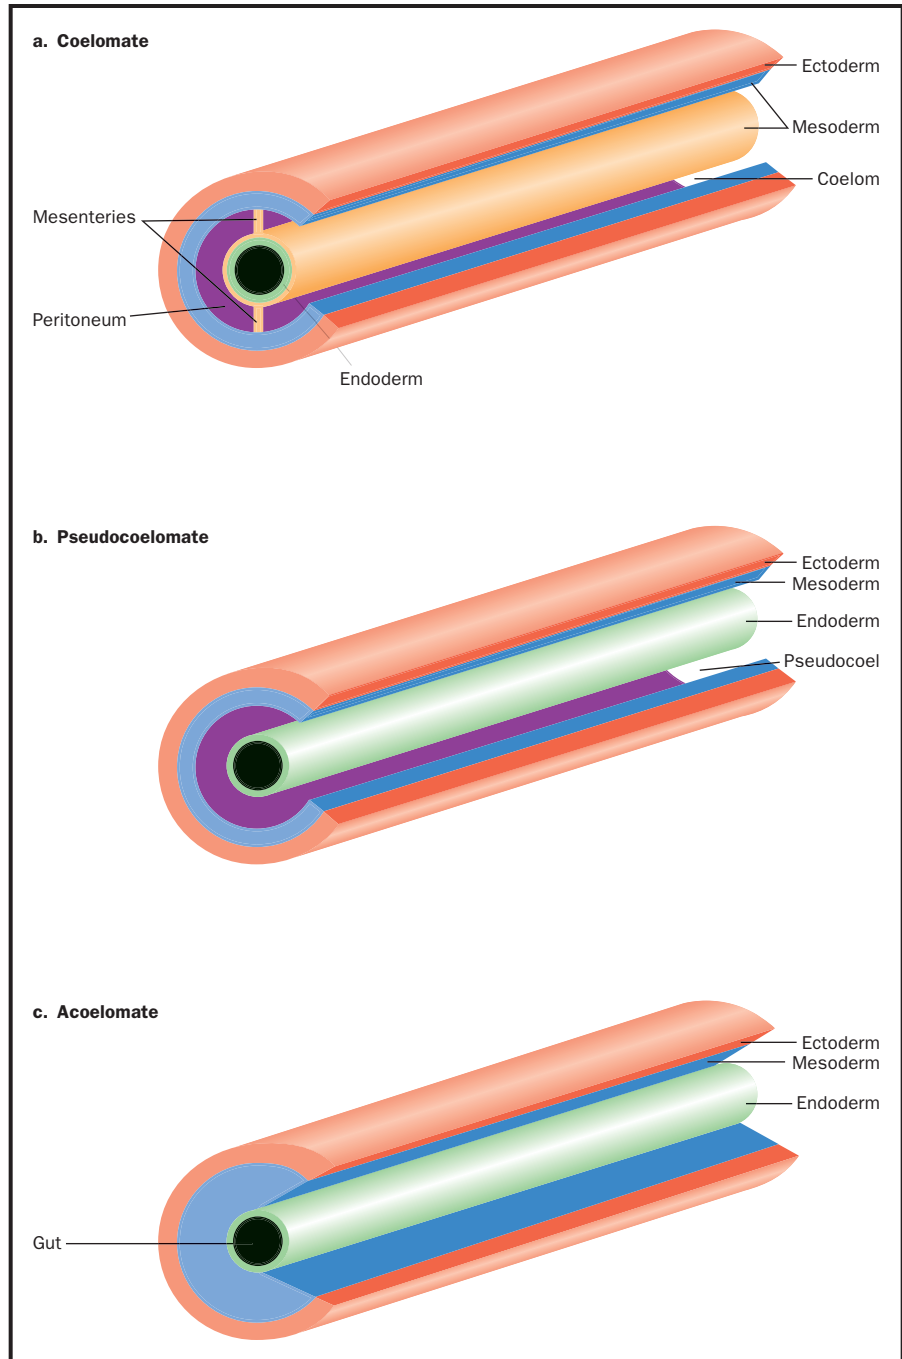 a. Coelomate
Ectoderm
Mesoderm
Coelom
Mesenteries
Peritoneum
Endoderm
b. Pseudocoelomate
Ectoderm
Mesoderm
Endoderm
Pseudocoel
c. Acoelomate
Ectoderm
Mesoderm
Endoderm
Gut